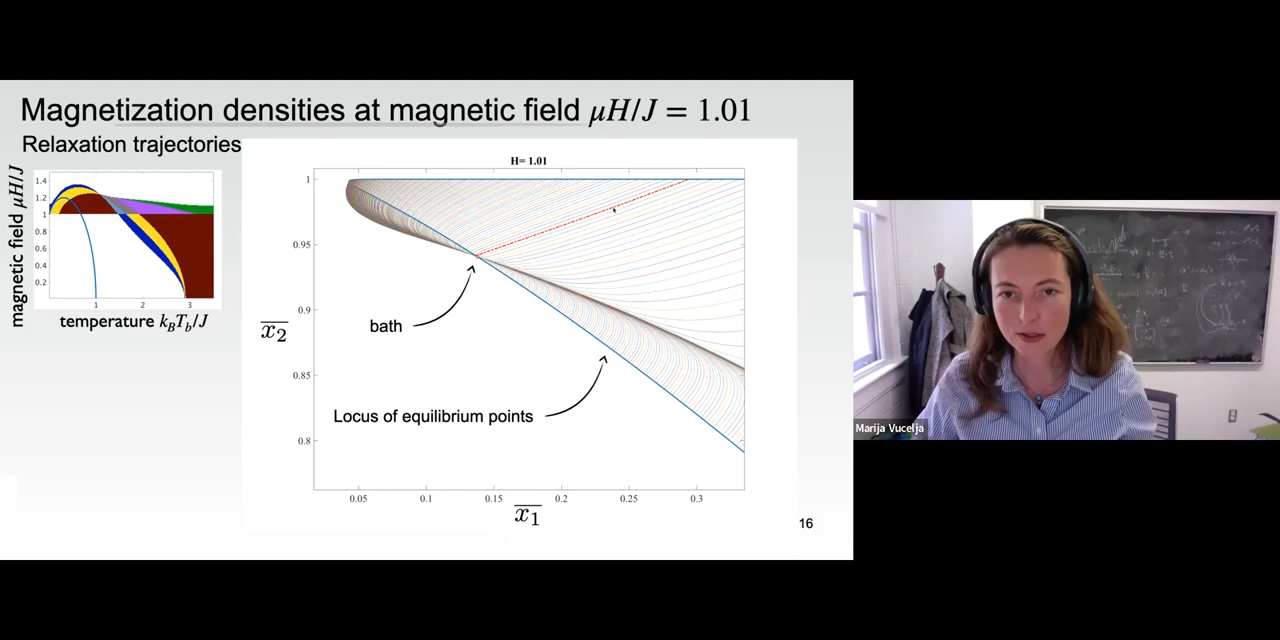 Magnetization densities at magnetic field μH/J = 1.01
Relaxation trajectories
magnetic field μH/J
1.4
1.2
1
0.8
0.6
0.4
0.2
1
2
3
temperature k_BT_b/J
H= 1.01
1
0.95
0.9
0.85
0.8
x̄₂
bath
Locus of equilibrium points
0.05
0.1
0.15
0.2
0.25
0.3
x̄₁
16
Marija Vucelja